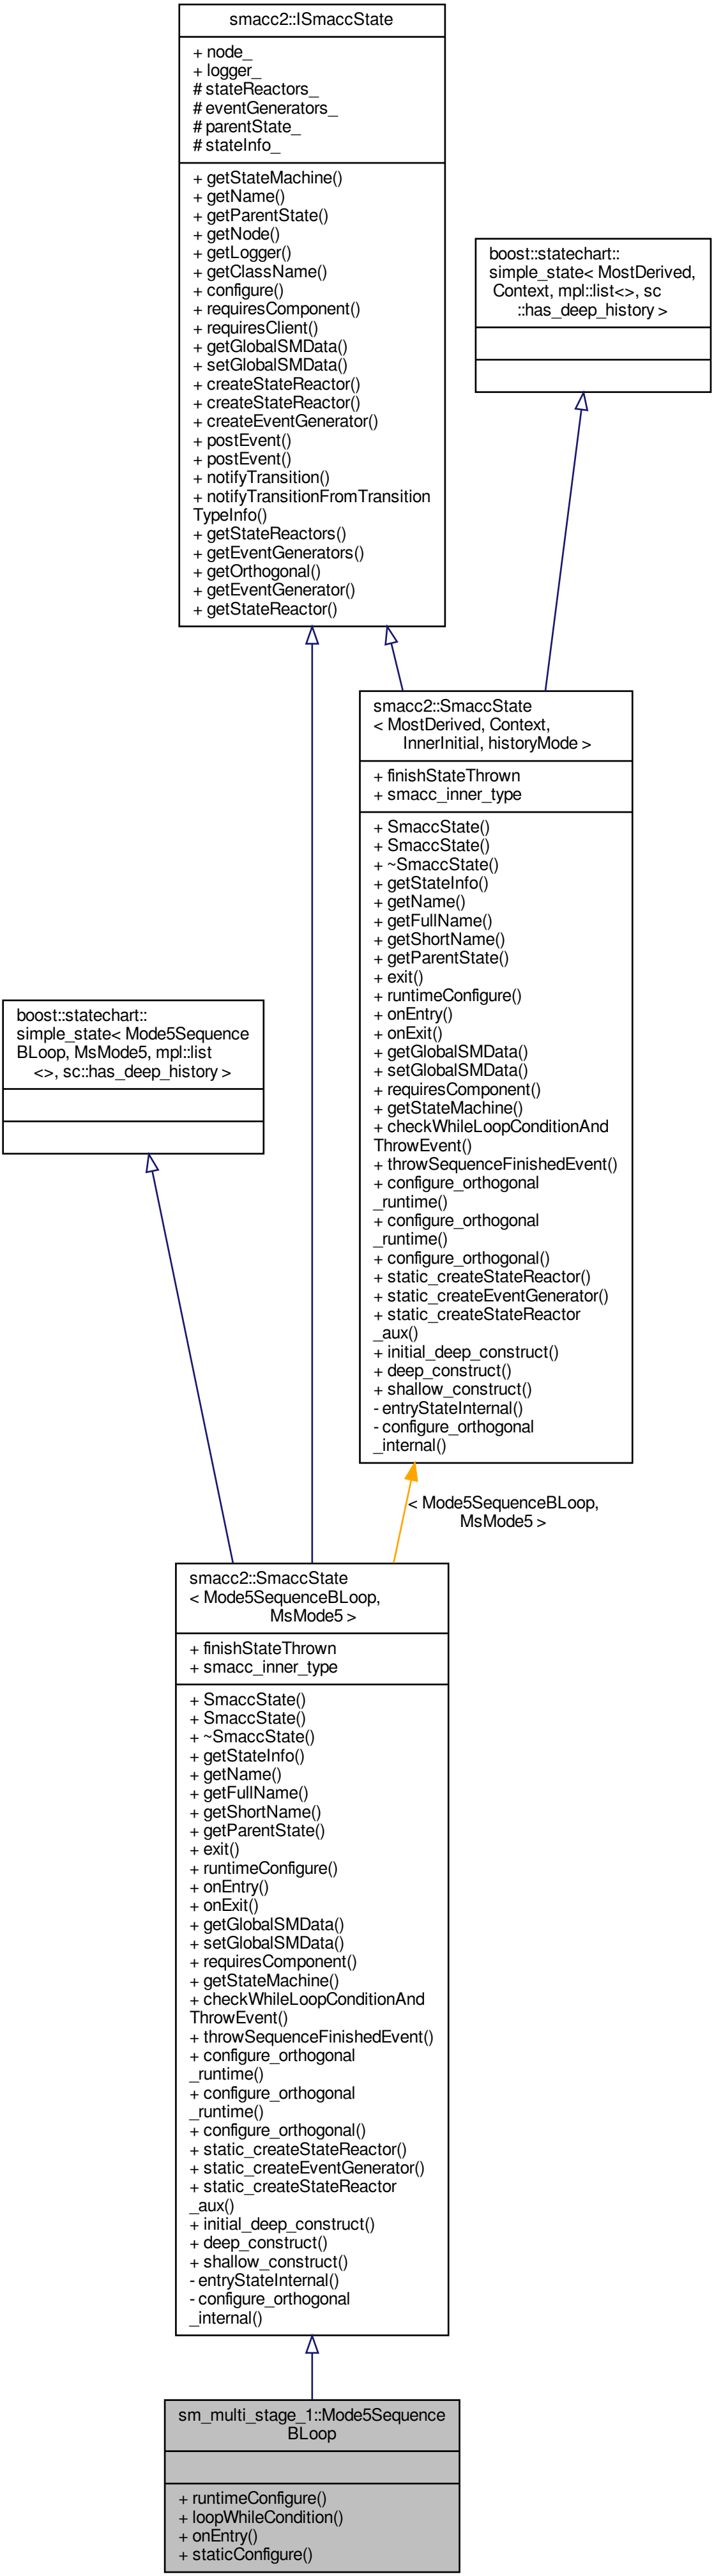 smacc2::ISmaccState
+ node_
+ logger_
# stateReactors_
# eventGenerators_
# parentState_
# stateInfo_
+ getStateMachine()
+ getName()
+ getParentState()
+ getNode()
+ getLogger()
+ getClassName()
+ configure()
+ requiresComponent()
+ requiresClient()
+ getGlobalSMData()
+ setGlobalSMData()
+ createStateReactor()
+ createStateReactor()
+ createEventGenerator()
+ postEvent()
+ postEvent()
+ notifyTransition()
+ notifyTransitionFromTransition
TypeInfo()
+ getStateReactors()
+ getEventGenerators()
+ getOrthogonal()
+ getEventGenerator()
+ getStateReactor()
boost::statechart::
simple_state< MostDerived,
Context, mpl::list<>, sc
::has_deep_history >
smacc2::SmaccState
< MostDerived, Context,
InnerInitial, historyMode >
+ finishStateThrown
+ smacc_inner_type
+ SmaccState()
+ SmaccState()
+ ~SmaccState()
+ getStateInfo()
+ getName()
+ getFullName()
+ getShortName()
+ getParentState()
+ exit()
+ runtimeConfigure()
+ onEntry()
+ onExit()
+ getGlobalSMData()
+ setGlobalSMData()
+ requiresComponent()
+ getStateMachine()
+ checkWhileLoopConditionAnd
ThrowEvent()
+ throwSequenceFinishedEvent()
+ configure_orthogonal
_runtime()
+ configure_orthogonal
_runtime()
+ configure_orthogonal()
+ static_createStateReactor()
+ static_createEventGenerator()
+ static_createStateReactor
_aux()
+ initial_deep_construct()
+ deep_construct()
+ shallow_construct()
- entryStateInternal()
- configure_orthogonal
_internal()
boost::statechart::
simple_state< Mode5Sequence
BLoop, MsMode5, mpl::list
<>, sc::has_deep_history >
< Mode5SequenceBLoop,
MsMode5 >
smacc2::SmaccState
< Mode5SequenceBLoop,
MsMode5 >
+ finishStateThrown
+ smacc_inner_type
+ SmaccState()
+ SmaccState()
+ ~SmaccState()
+ getStateInfo()
+ getName()
+ getFullName()
+ getShortName()
+ getParentState()
+ exit()
+ runtimeConfigure()
+ onEntry()
+ onExit()
+ getGlobalSMData()
+ setGlobalSMData()
+ requiresComponent()
+ getStateMachine()
+ checkWhileLoopConditionAnd
ThrowEvent()
+ throwSequenceFinishedEvent()
+ configure_orthogonal
_runtime()
+ configure_orthogonal
_runtime()
+ configure_orthogonal()
+ static_createStateReactor()
+ static_createEventGenerator()
+ static_createStateReactor
_aux()
+ initial_deep_construct()
+ deep_construct()
+ shallow_construct()
- entryStateInternal()
- configure_orthogonal
_internal()
sm_multi_stage_1::Mode5Sequence
BLoop
+ runtimeConfigure()
+ loopWhileCondition()
+ onEntry()
+ staticConfigure()